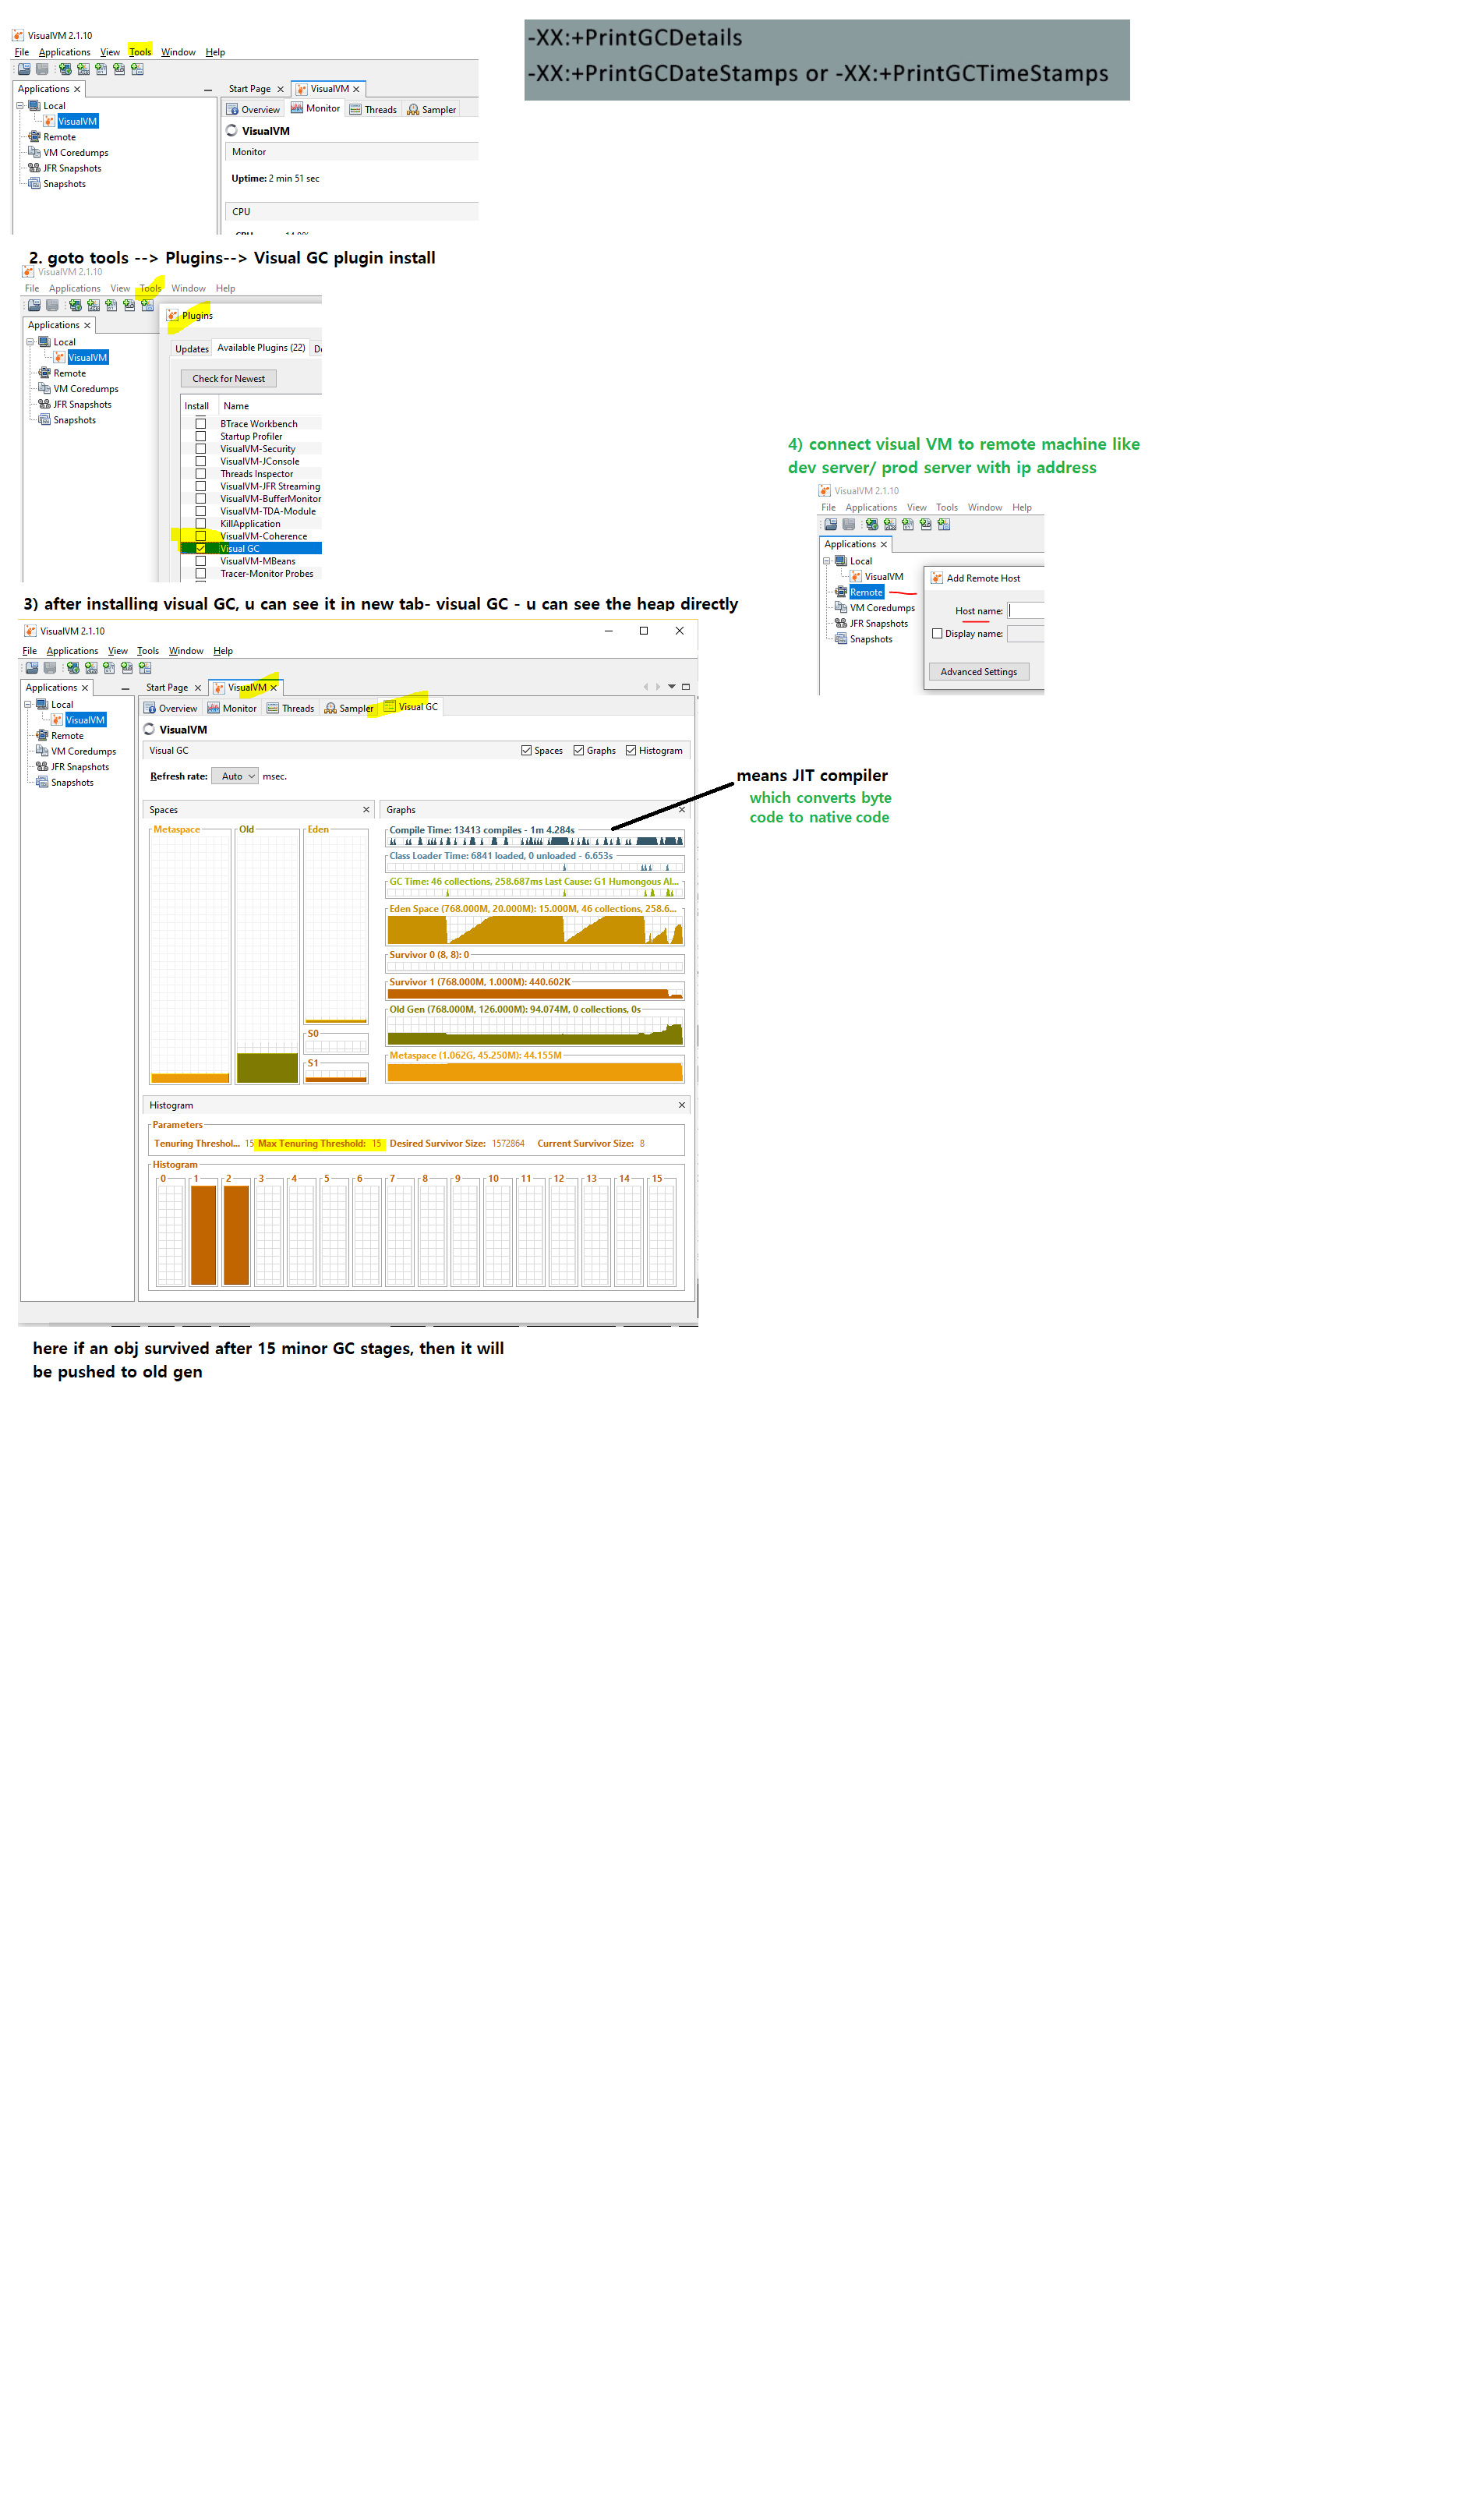 VisualVM 2.1.10
File Applications View Tools Window Help
Applications
Local
VisualVM
Remote
VM Coredumps
JFR Snapshots
Snapshots
Start Page VisualVM
Overview Monitor Threads Sampler
VisualVM
Monitor
Uptime: 2 min 51 sec
CPU
-XX:+PrintGCDetails
-XX:+PrintGCDateStamps or -XX:+PrintGCTimeStamps
2. goto tools --> Plugins--> Visual GC plugin install
VisualVM 2.1.10
File Applications View Tools Window Help
Applications
Local
VisualVM
Remote
VM Coredumps
JFR Snapshots
Snapshots
Plugins
Updates Available Plugins (22)
Check for Newest
Install Name
BTrace Workbench
Startup Profiler
VisualVM-Security
VisualVM-JConsole
Threads Inspector
VisualVM-JFR Streaming
VisualVM-BufferMonitor
VisualVM-TDA-Module
KillApplication
VisualVM-Coherence
Visual GC
VisualVM-MBeans
Tracer-Monitor Probes
4) connect visual VM to remote machine like
dev server/ prod server with ip address
VisualVM 2.1.10
File Applications View Tools Window Help
Applications
Local
VisualVM
Remote
VM Coredumps
JFR Snapshots
Snapshots
Add Remote Host
Host name:
Display name:
Advanced Settings
3) after installing visual GC, u can see it in new tab- visual GC - u can see the heap directly
VisualVM 2.1.10
File Applications View Tools Window Help
Applications
Local
VisualVM
Remote
VM Coredumps
JFR Snapshots
Snapshots
Start Page VisualVM
Overview Monitor Threads Sampler Visual GC
VisualVM
Visual GC Spaces Graphs Histogram
Refresh rate: Auto msec.
Spaces
Metaspace Old Eden
S0
S1
Graphs
Compile Time: 13413 compiles - 1m 4.284s
Class Loader Time: 6841 loaded, 0 unloaded - 6.653s
GC Time: 46 collections, 258.687ms Last Cause: G1 Humongous Al...
Eden Space (768.000M, 20.000M): 15.000M, 46 collections, 258.6...
Survivor 0 (8, 8): 0
Survivor 1 (768.000M, 1.000M): 440.602K
Old Gen (768.000M, 126.000M): 94.074M, 0 collections, 0s
Metaspace (1.062G, 45.250M): 44.155M
means JIT compiler
which converts byte
code to native code
Histogram
Parameters
Tenuring Threshol... 15 Max Tenuring Threshold: 15 Desired Survivor Size: 1572864 Current Survivor Size: 8
Histogram
0 1 2 3 4 5 6 7 8 9 10 11 12 13 14 15
here if an obj survived after 15 minor GC stages, then it will
be pushed to old gen